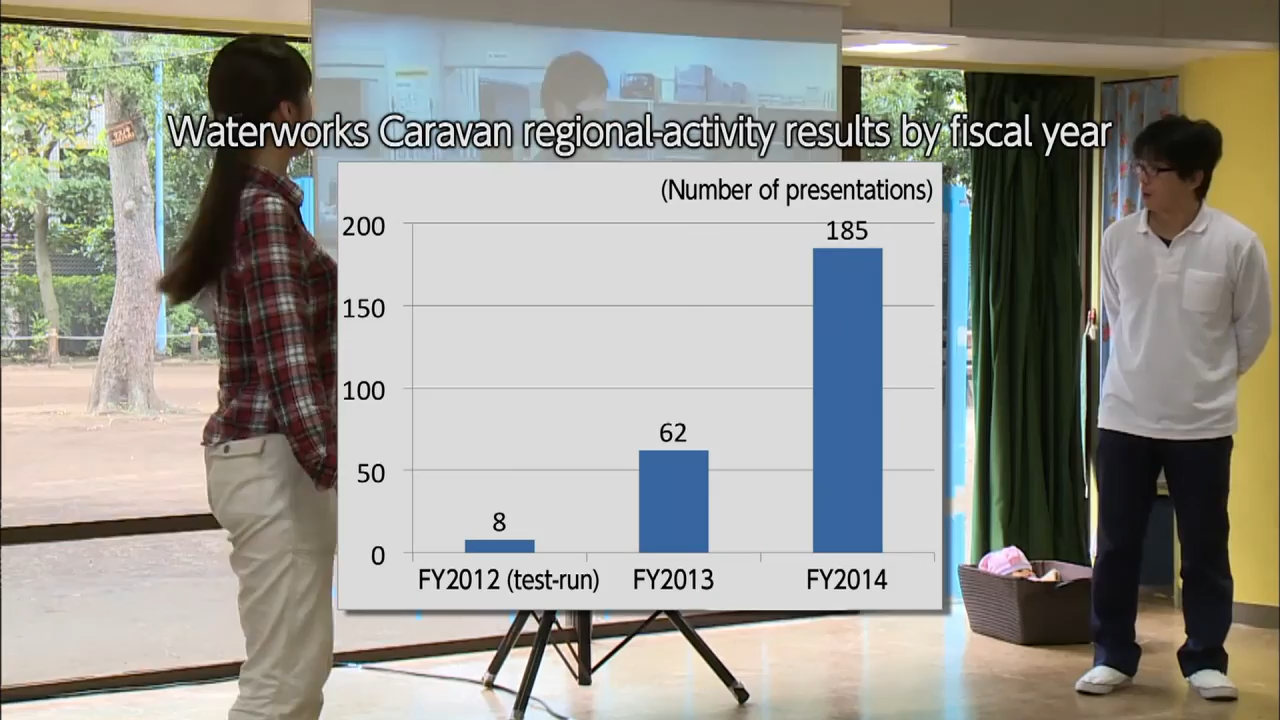 Waterworks Caravan regional-activity results by fiscal year
(Number of presentations)
200
150
100
50
0
185
62
8
FY2012 (test-run)
FY2013
FY2014